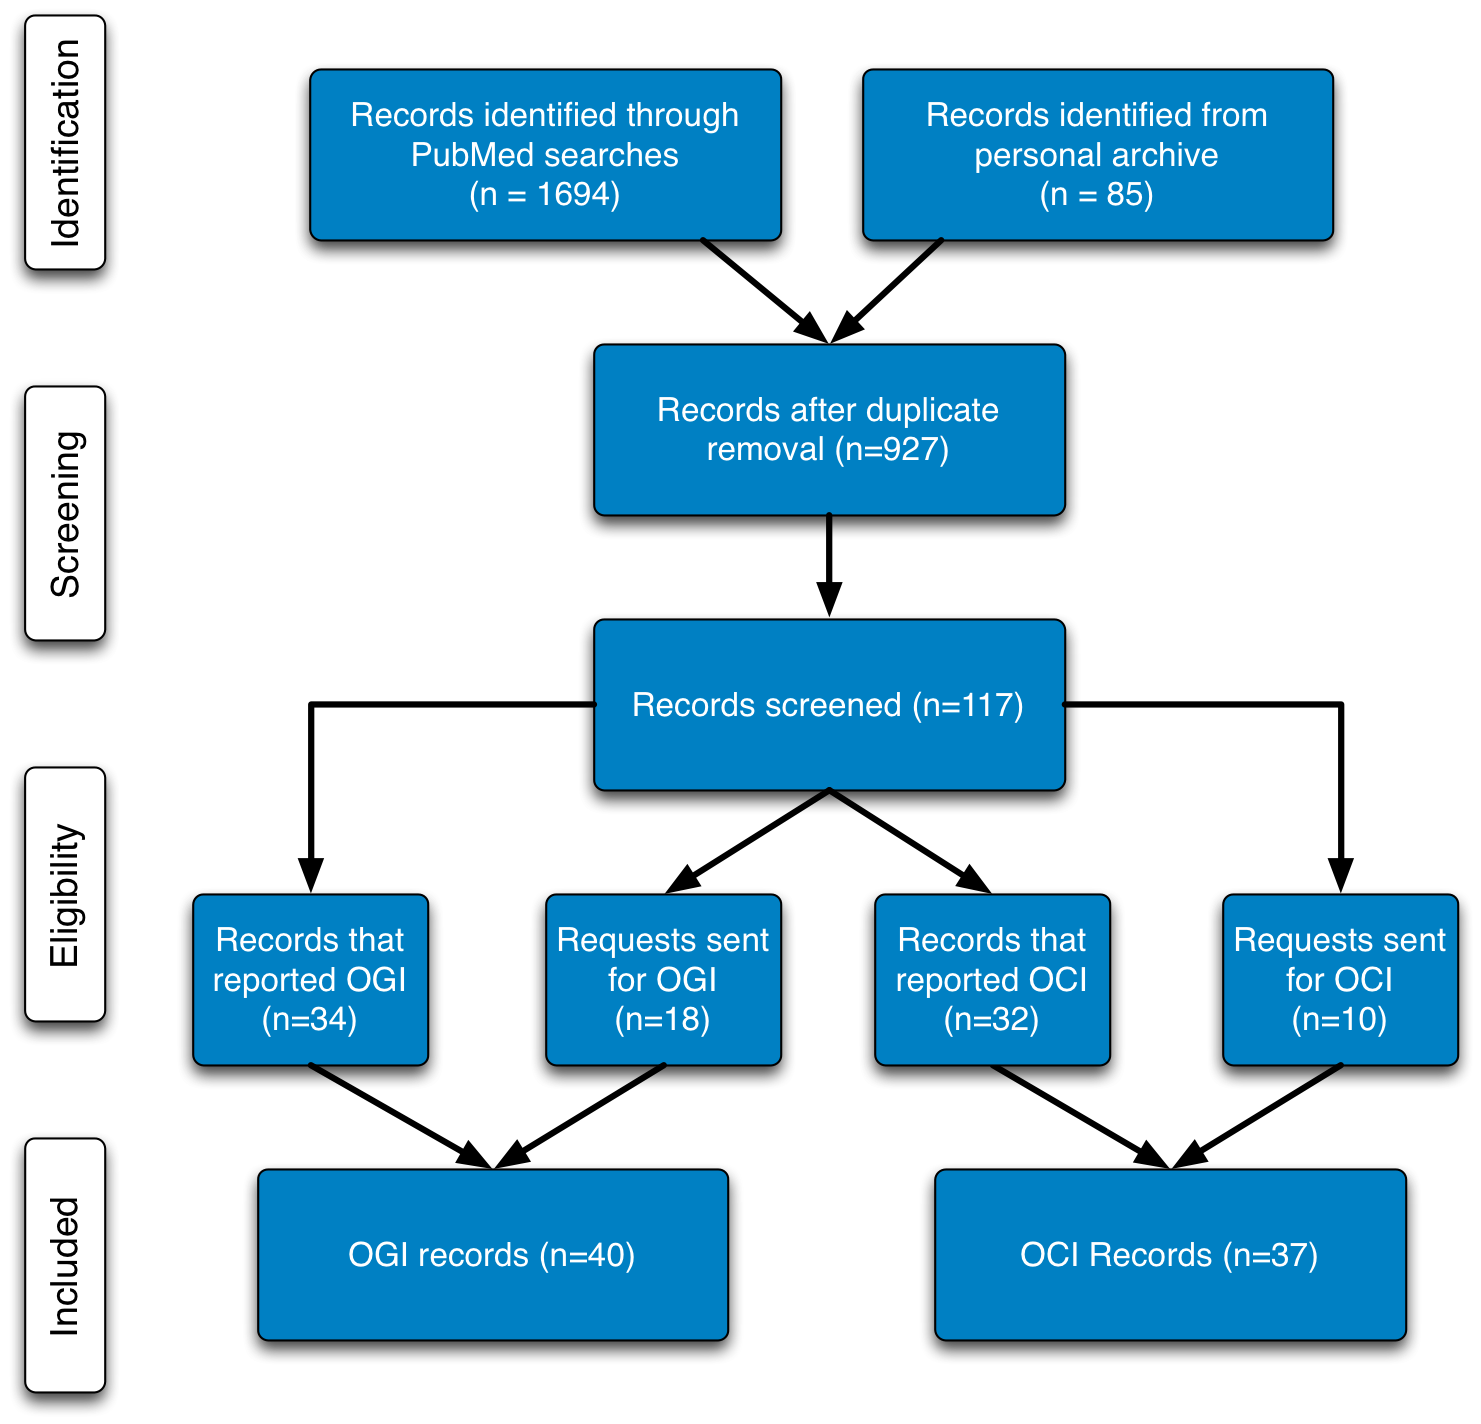 Identification
Records identified through
PubMed searches
(n = 1694)
Records identified from
personal archive
(n = 85)
Screening
Records after duplicate
removal (n=927)
Records screened (n=117)
Eligibility
Records that
reported OGI
(n=34)
Requests sent
for OGI
(n=18)
Records that
reported OCI
(n=32)
Requests sent
for OCI
(n=10)
Included
OGI records (n=40)
OCI Records (n=37)